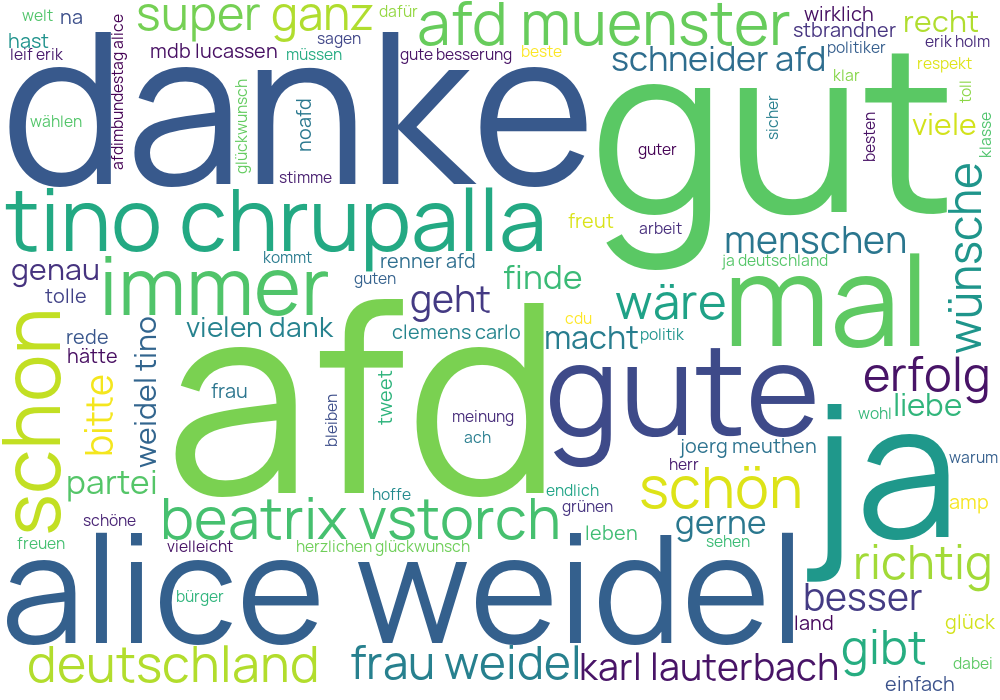 welt
na
super ganz
dafür
afd muenster
wirklich
recht
hast
mdb lucassen
sagen
stbrandner
leif erik
müssen
gute besserung
beste
schneider afd
politiker
erik holm
danke
gut
afdimbundestag alice
klar
respekt
wählen
glückwunsch
noafd
sicher
toll
besten
viele
klasse
guter
stimme
tino chrupalla
freut
arbeit
menschen
wünsche
genau
immer
kommt
renner afd
finde
ja deutschland
tolle
guten
geht
wäre
mal
schon
rede
weidel tino
vielen dank
clemens carlo
cdu
macht
politik
hätte
afd
gute
erfolg
bitte
frau
bleiben
tweet
meinung
liebe
wohl
ja
ach
joerg meuthen
warum
partei
herr
schön
hoffe
endlich
grünen
amp
schöne
beatrix vstorch
gerne
freuen
vielleicht
herzlichen glückwunsch
leben
sehen
richtig
alice weidel
bürger
besser
land
glück
deutschland
frau weidel
karl lauterbach
gibt
dabei
einfach